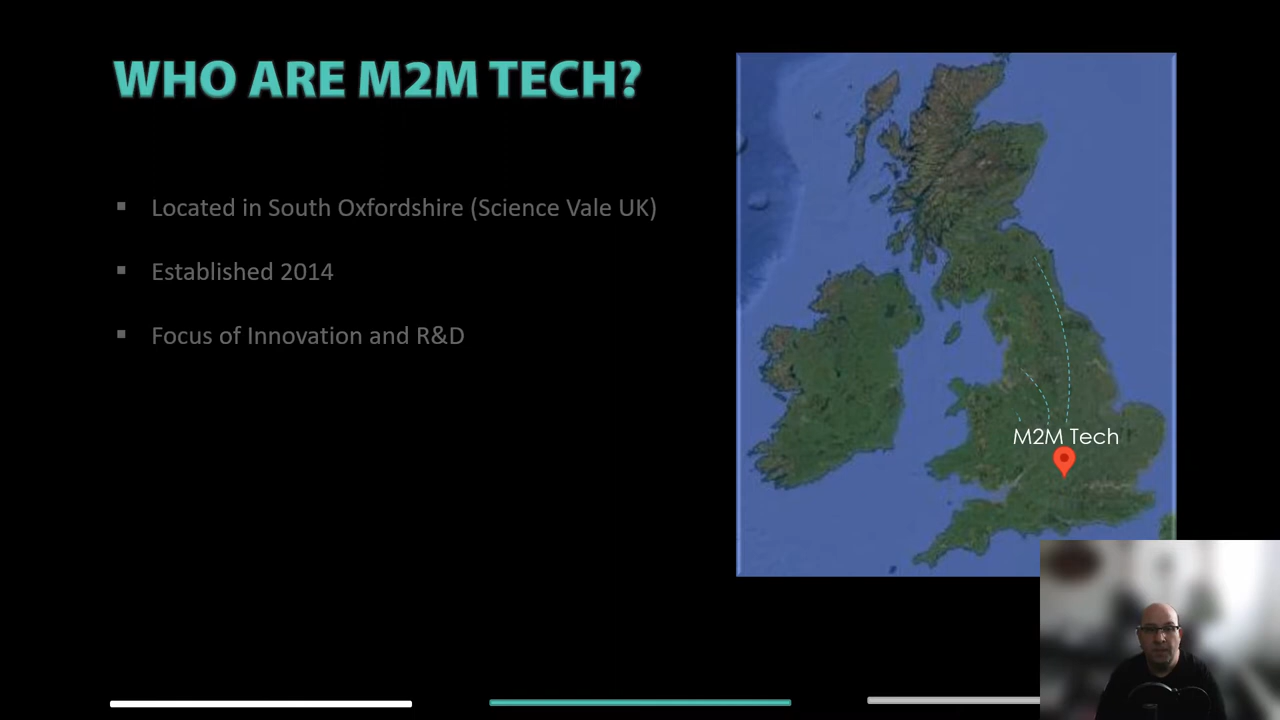 WHO ARE M2M TECH?
Located in South Oxfordshire (Science Vale UK)
Established 2014
Focus of Innovation and R&D
M2M Tech